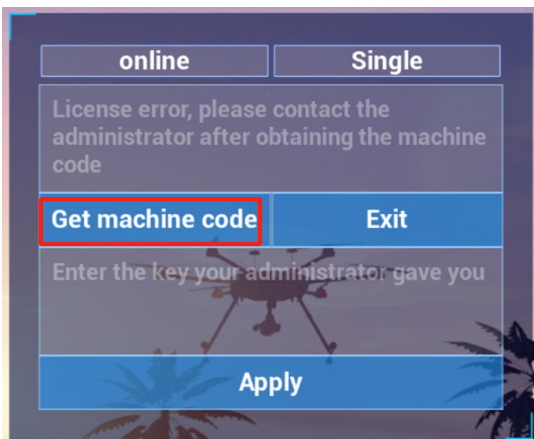 online
Single
License error, please contact the
administrator after obtaining the machine
code
Get machine code
Exit
Enter the key your administrator gave you
Apply